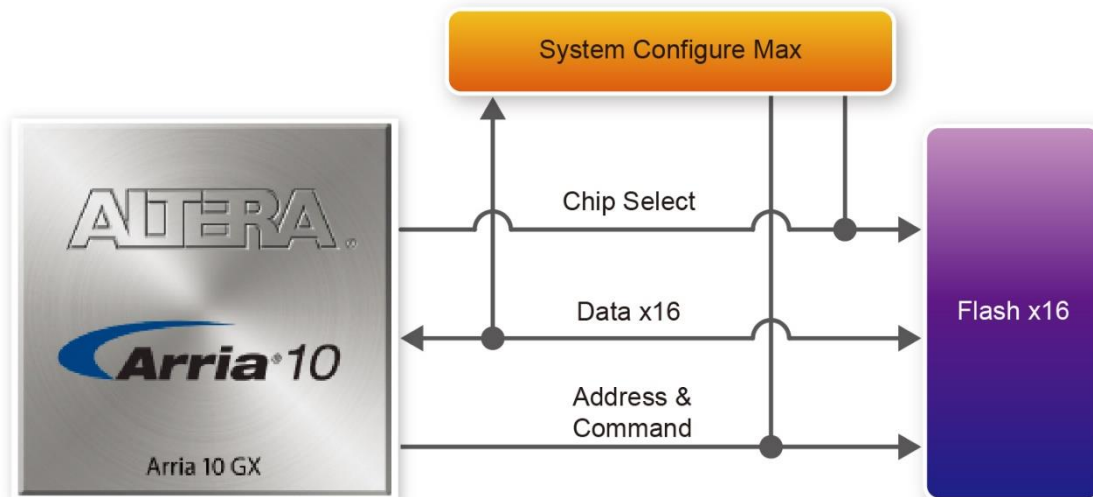 System Configure Max
ALTERA®
Chip Select
Data x16
Flash x16
Arria® 10
Address &
Command
Arria 10 GX